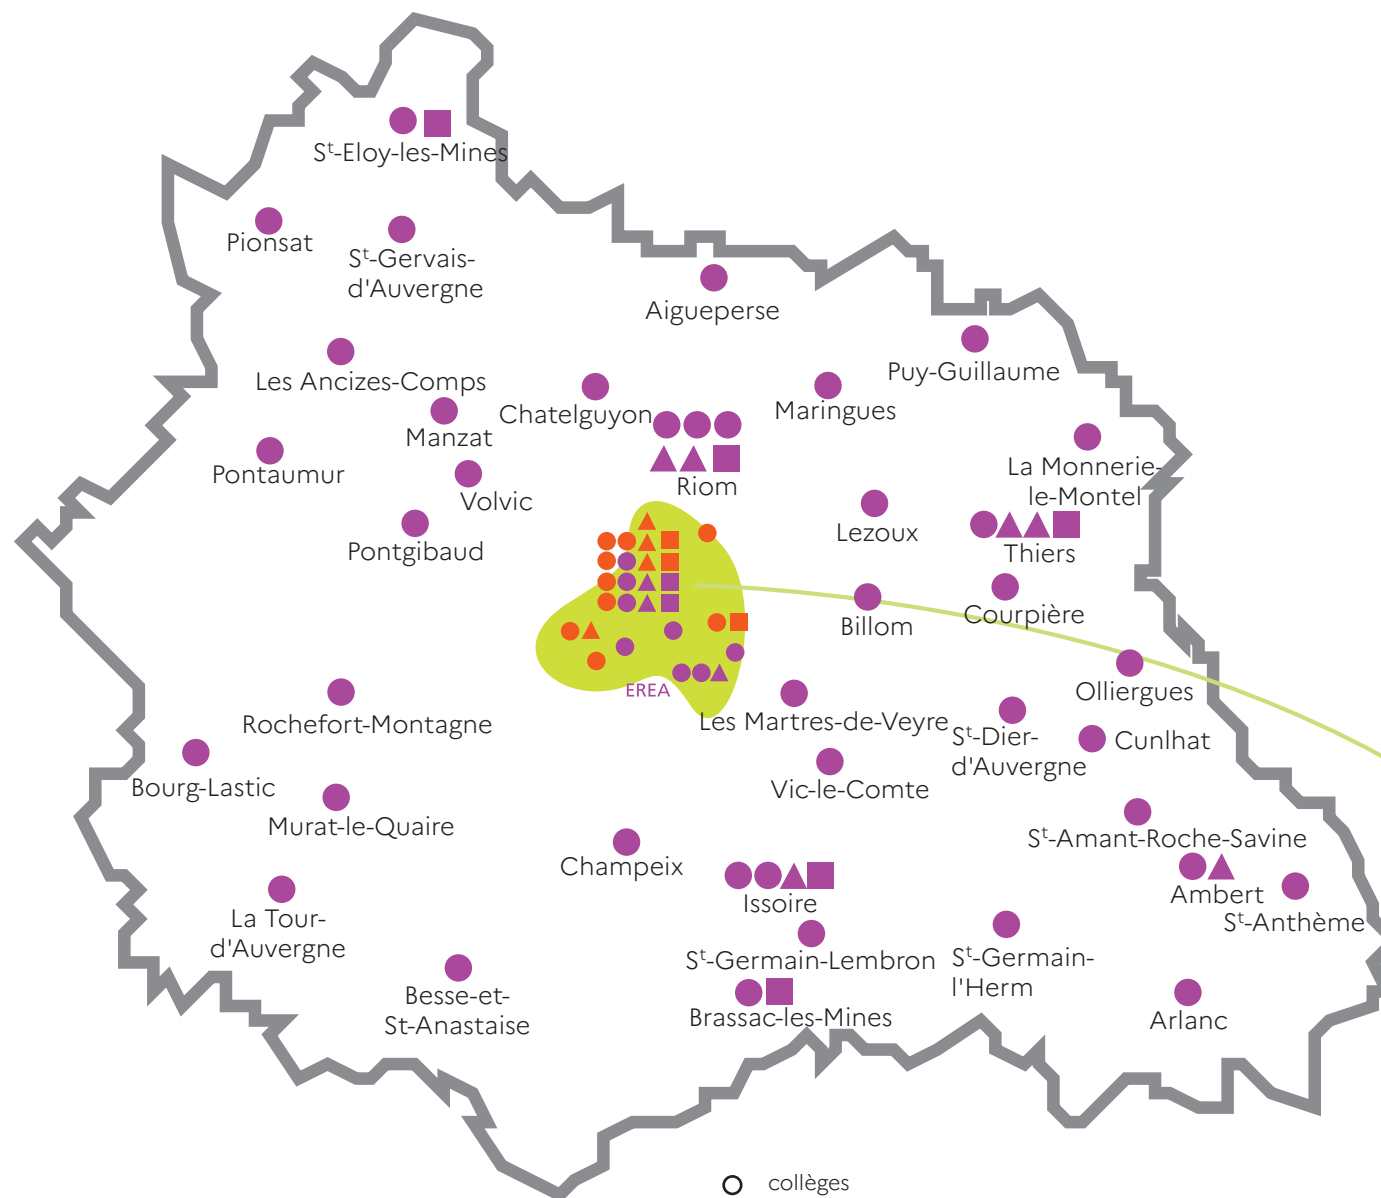 Sᵗ-Eloy-les-Mines
Pionsat
Sᵗ-Gervais-
d'Auvergne
Aigueperse
Puy-Guillaume
Les Ancizes-Comps
Chatelguyon
Maringues
Manzat
La Monnerie-
le-Montel
Pontaumur
Riom
Volvic
Lezoux
Pontgibaud
Thiers
Courpière
Billom
Olliergues
EREA
Rochefort-Montagne
Les Martres-de-Veyre
Sᵗ-Dier-
d'Auvergne
Cunlhat
Bourg-Lastic
Vic-le-Comte
Murat-le-Quaire
Sᵗ-Amant-Roche-Savine
Champeix
Ambert
Issoire
Sᵗ-Anthème
La Tour-
d'Auvergne
Sᵗ-Germain-Lembron
Sᵗ-Germain-
l'Herm
Besse-et-
St-Anastaise
Brassac-les-Mines
Arlanc
collèges